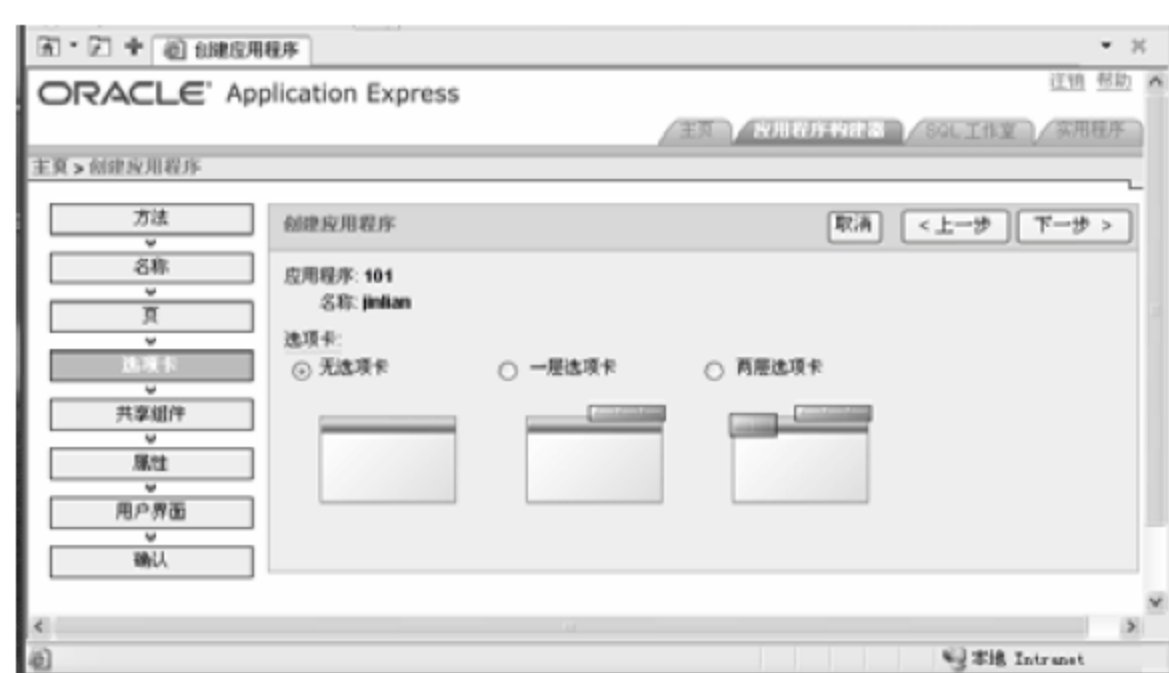 创建应用程序
ORACLE Application Express
注销 帮助
主页 应用程序构建器 SQL 工作室 实用程序
主页 > 创建应用程序
方法
名称
页
选项卡
共享组件
属性
用户界面
确认
创建应用程序
取消 < 上一步 下一步 >
应用程序: 101
名称: jinlian
选项卡:
无选项卡 一层选项卡 两层选项卡
本地 Intranet